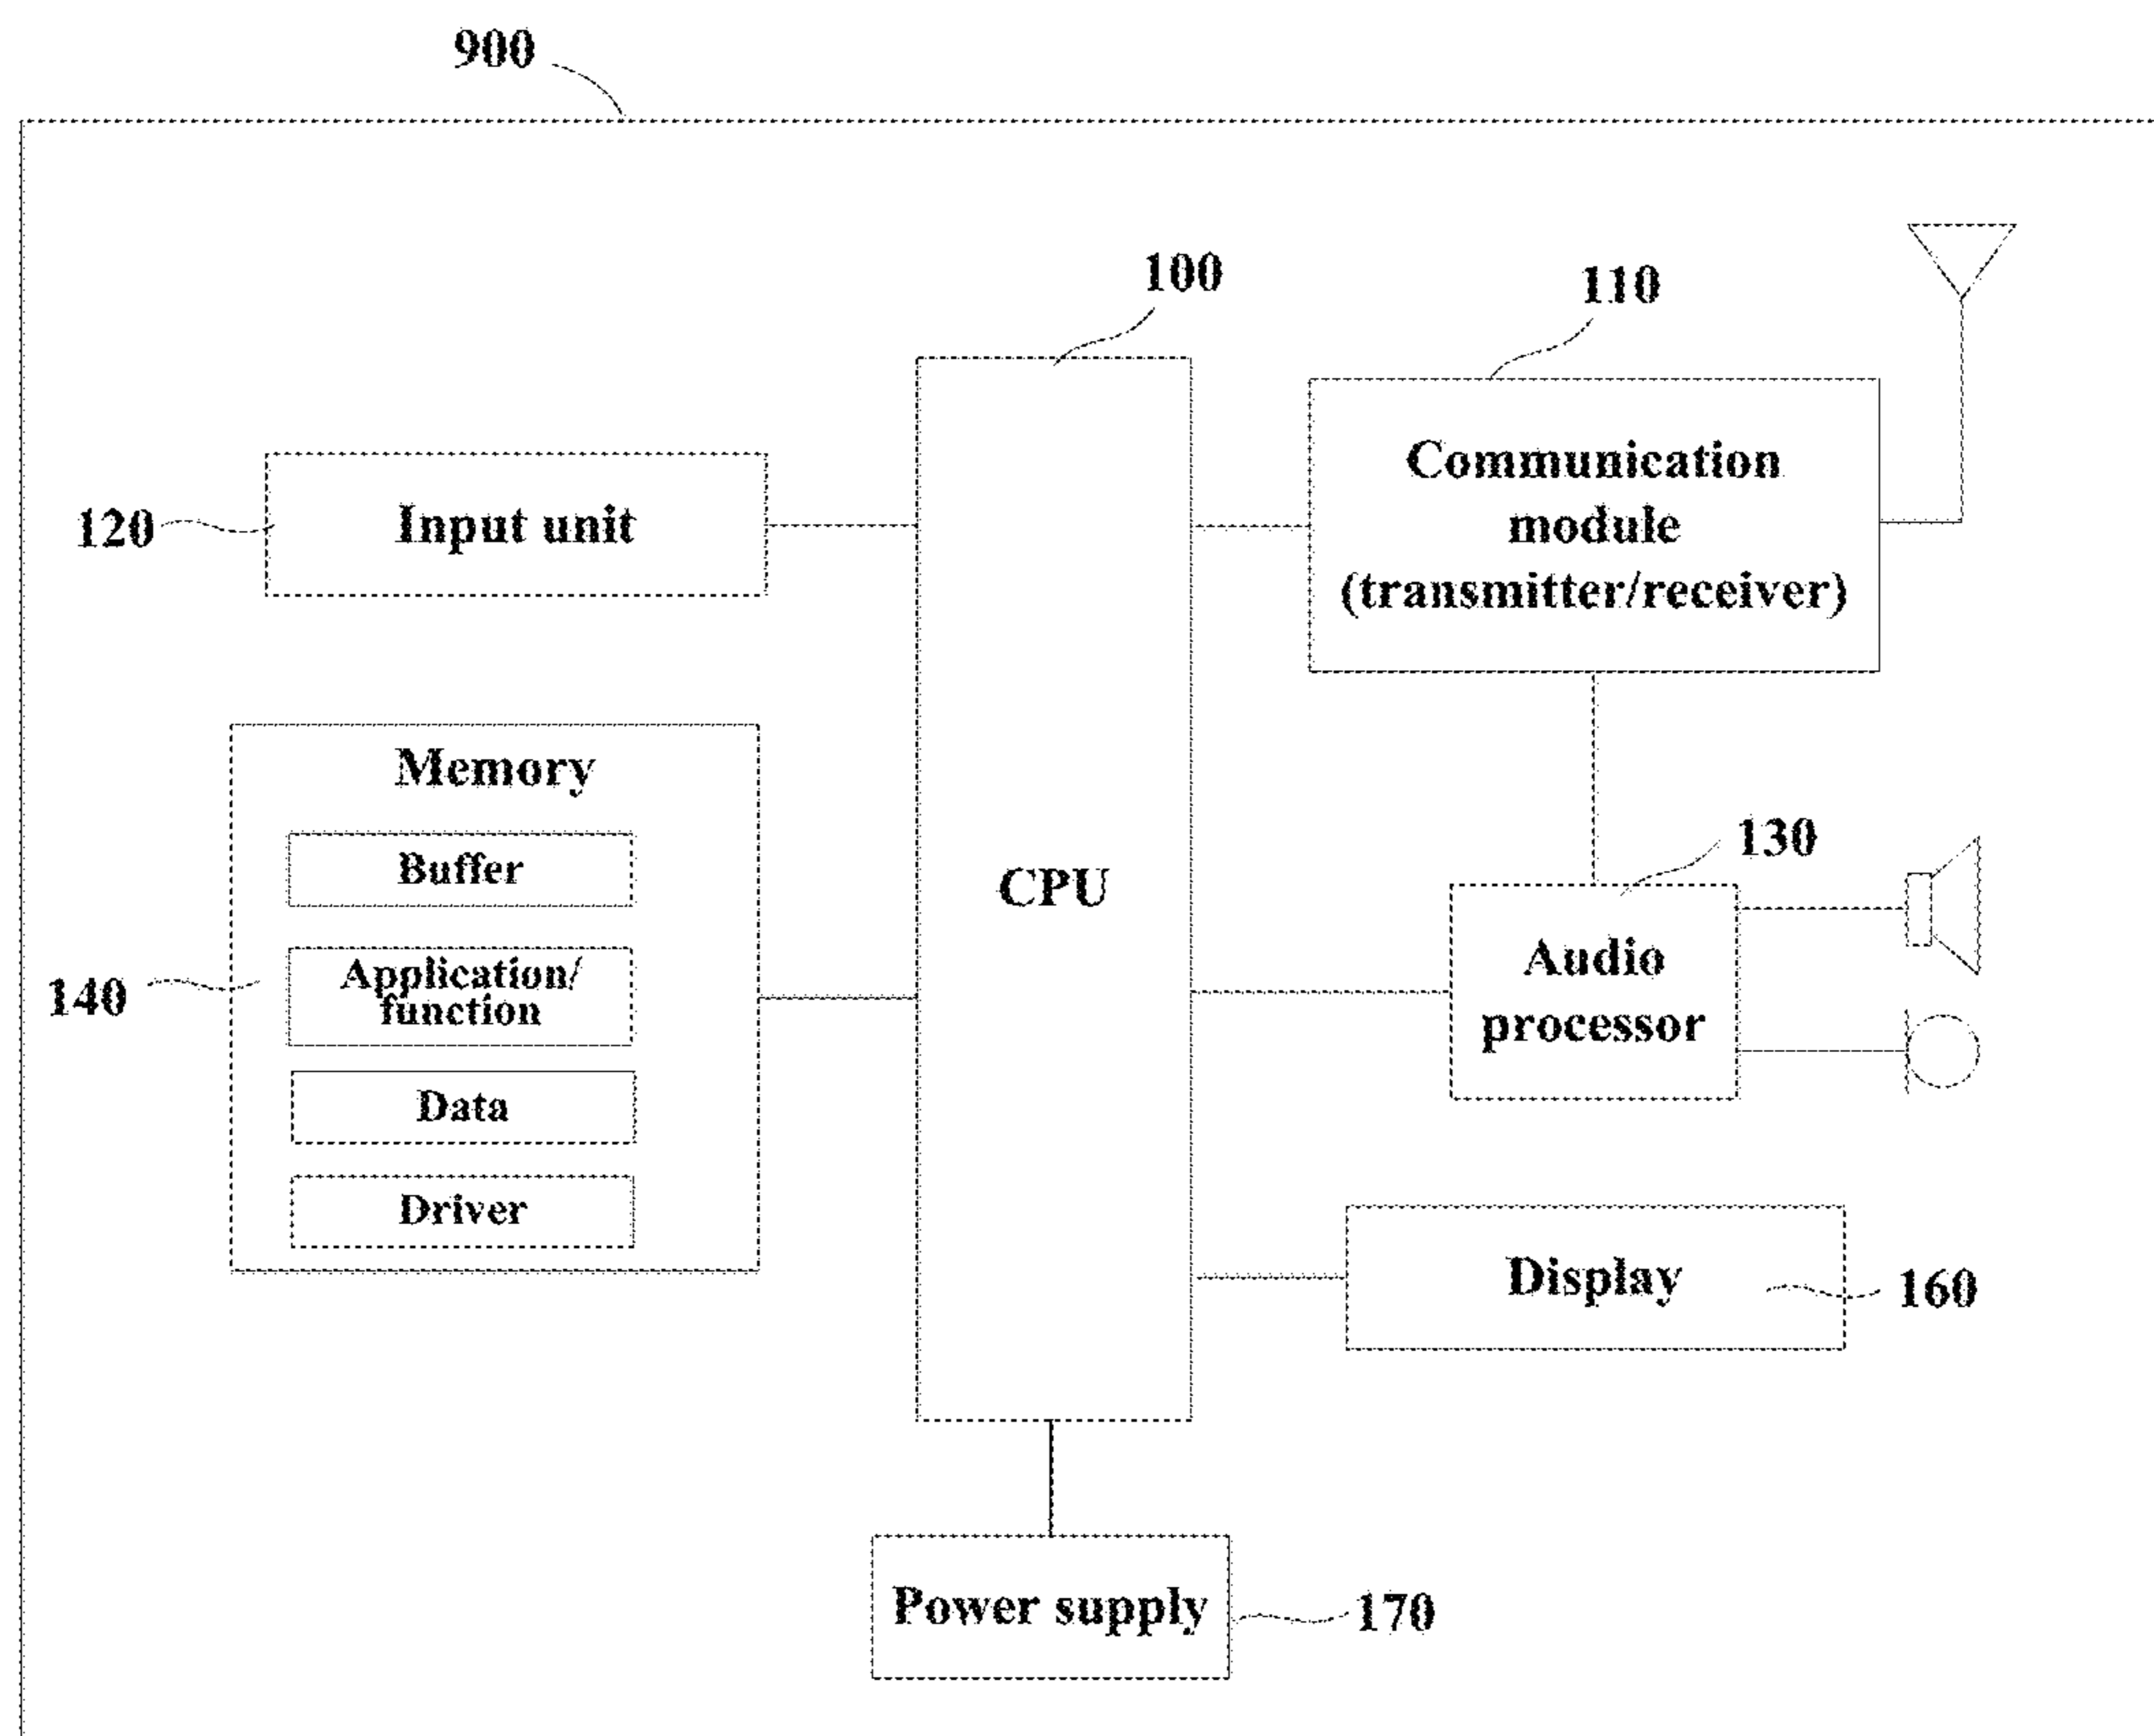 900
100
110
Communication
module
(transmitter/receiver)
120
Input unit
Memory
Buffer
Application/
function
Data
Driver
140
CPU
130
Audio
processor
Display
160
Power supply
170